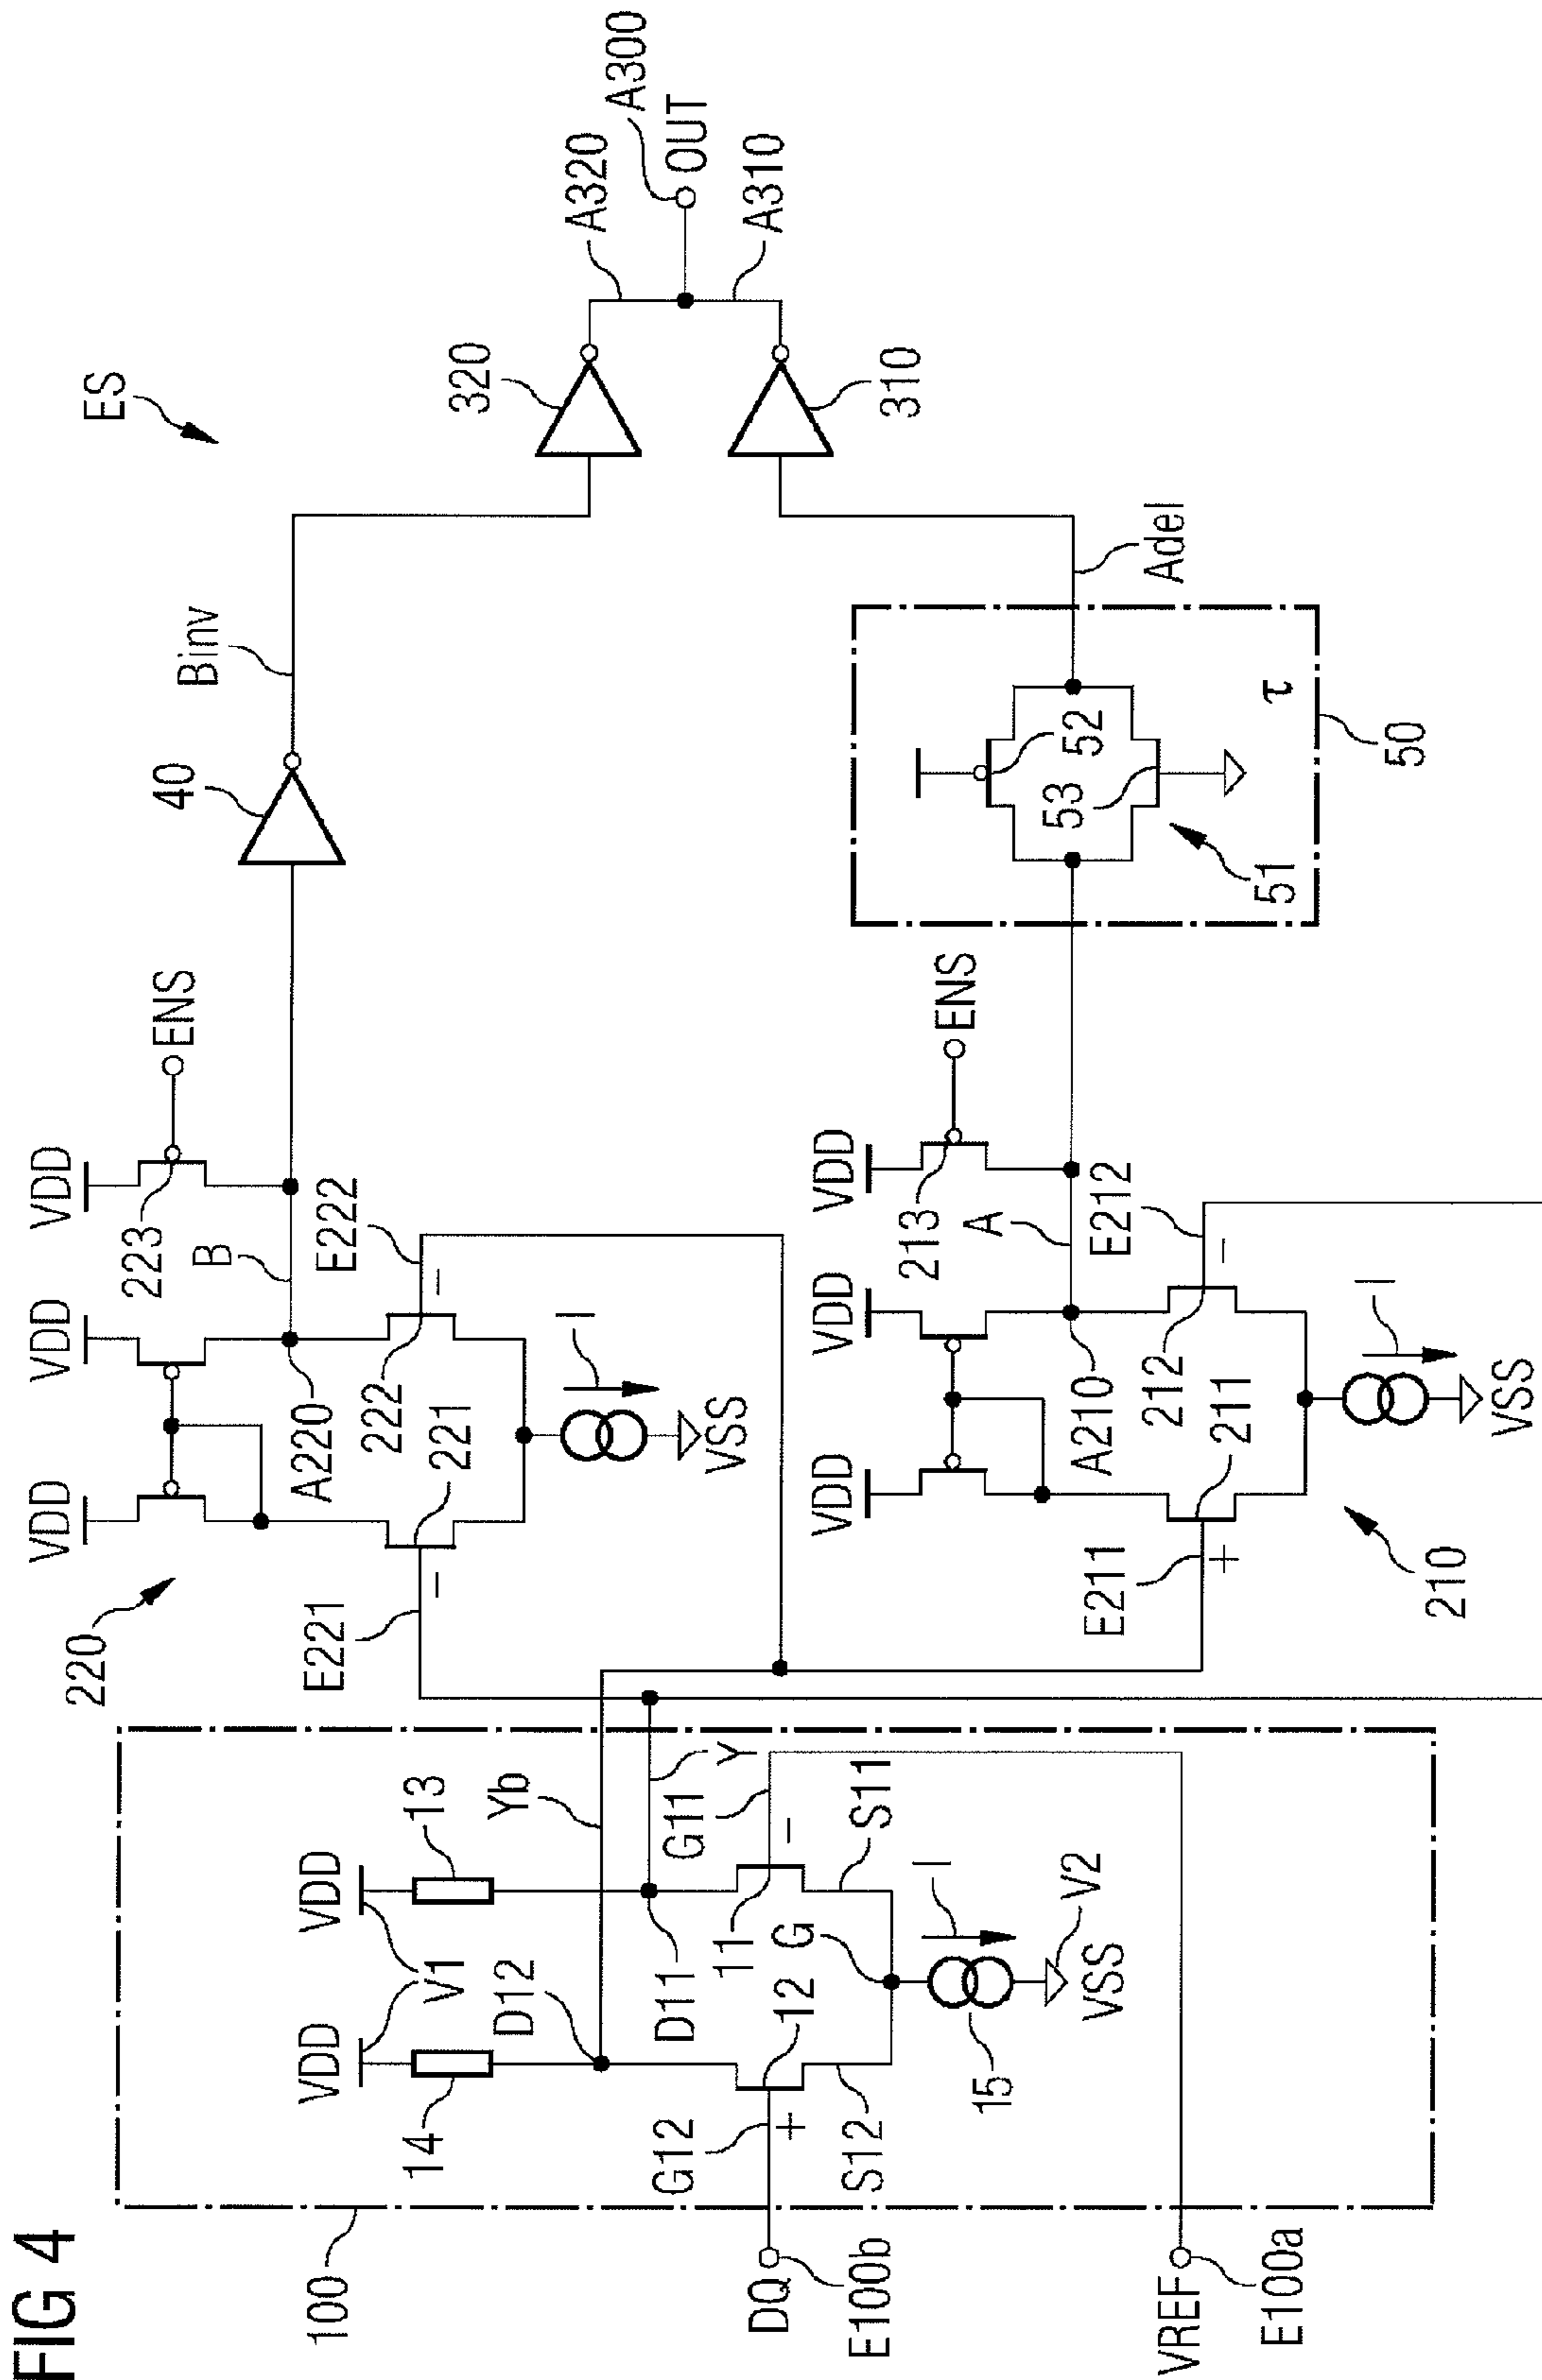 FIG 4
ES
220
VDD
VDD
VDD
ENS
223
B
40
Binv
A220
E222
222
221
E221
I
VSS
320
A320
A300
OUT
A310
310
100
VDD
VDD
V1
14
13
D12
Yb
Y
D11
G11
G12
+
−
−
−
11
12
G
S12
S11
I
15
V2
VSS
DQ
E100b
VREF
E100a
VDD
VDD
VDD
ENS
213
A
A210
E212
212
211
E211
+
−
I
VSS
210
52
53
51
τ
50
Adel